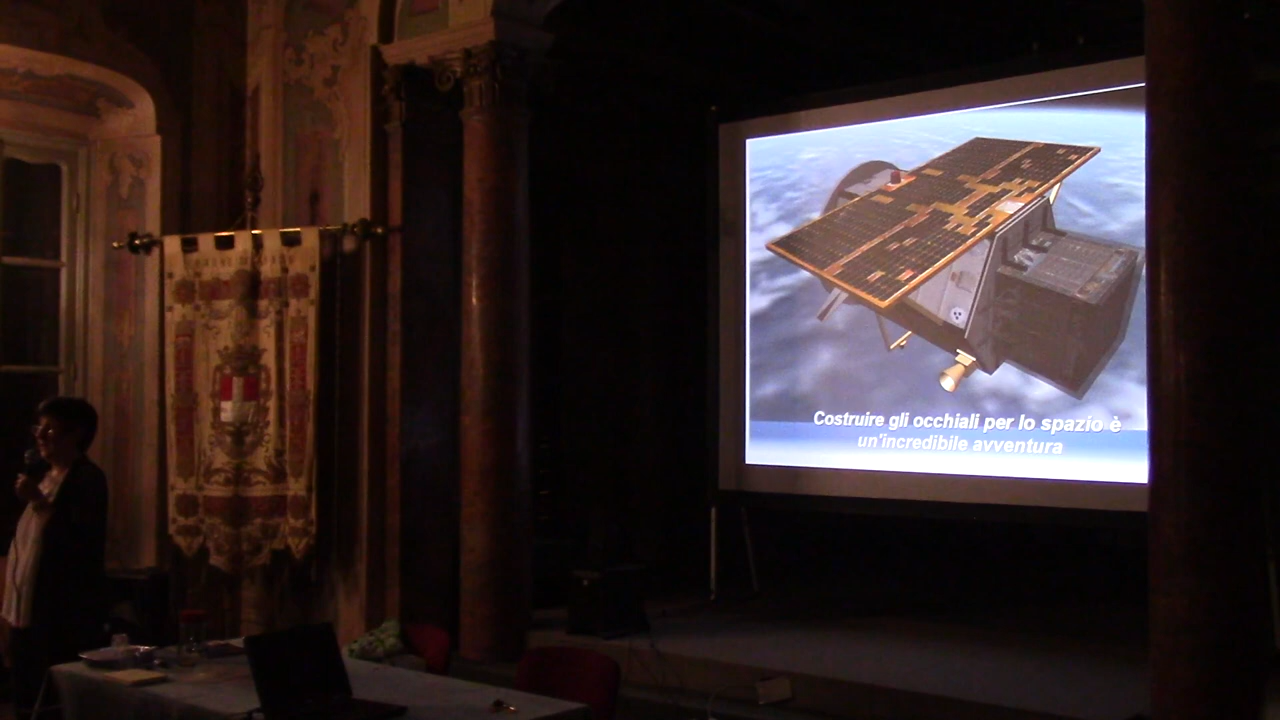 Costruire gli occhiali per lo spazio è
un'incredibile avventura